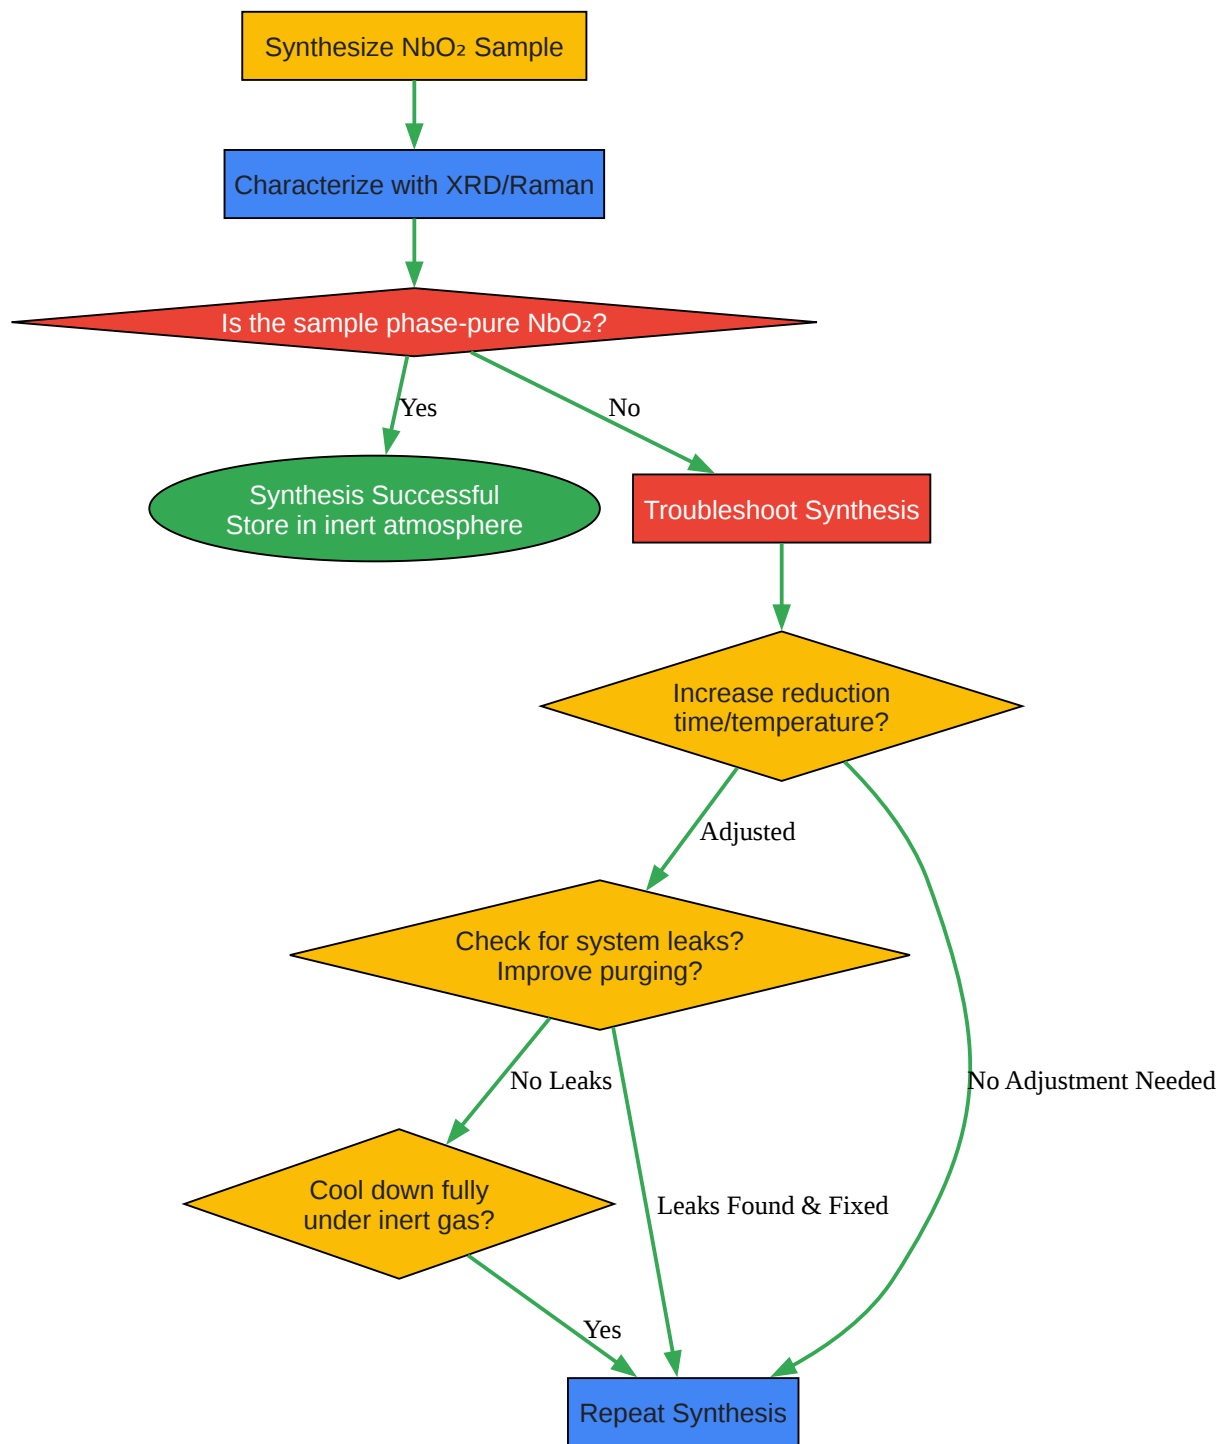 Synthesize NbO₂ Sample
Characterize with XRD/Raman
Is the sample phase-pure NbO₂?
Yes
No
Synthesis Successful
Store in inert atmosphere
Troubleshoot Synthesis
Increase reduction
time/temperature?
Adjusted
Check for system leaks?
Improve purging?
No Leaks
No Adjustment Needed
Cool down fully
under inert gas?
Leaks Found & Fixed
Yes
Repeat Synthesis